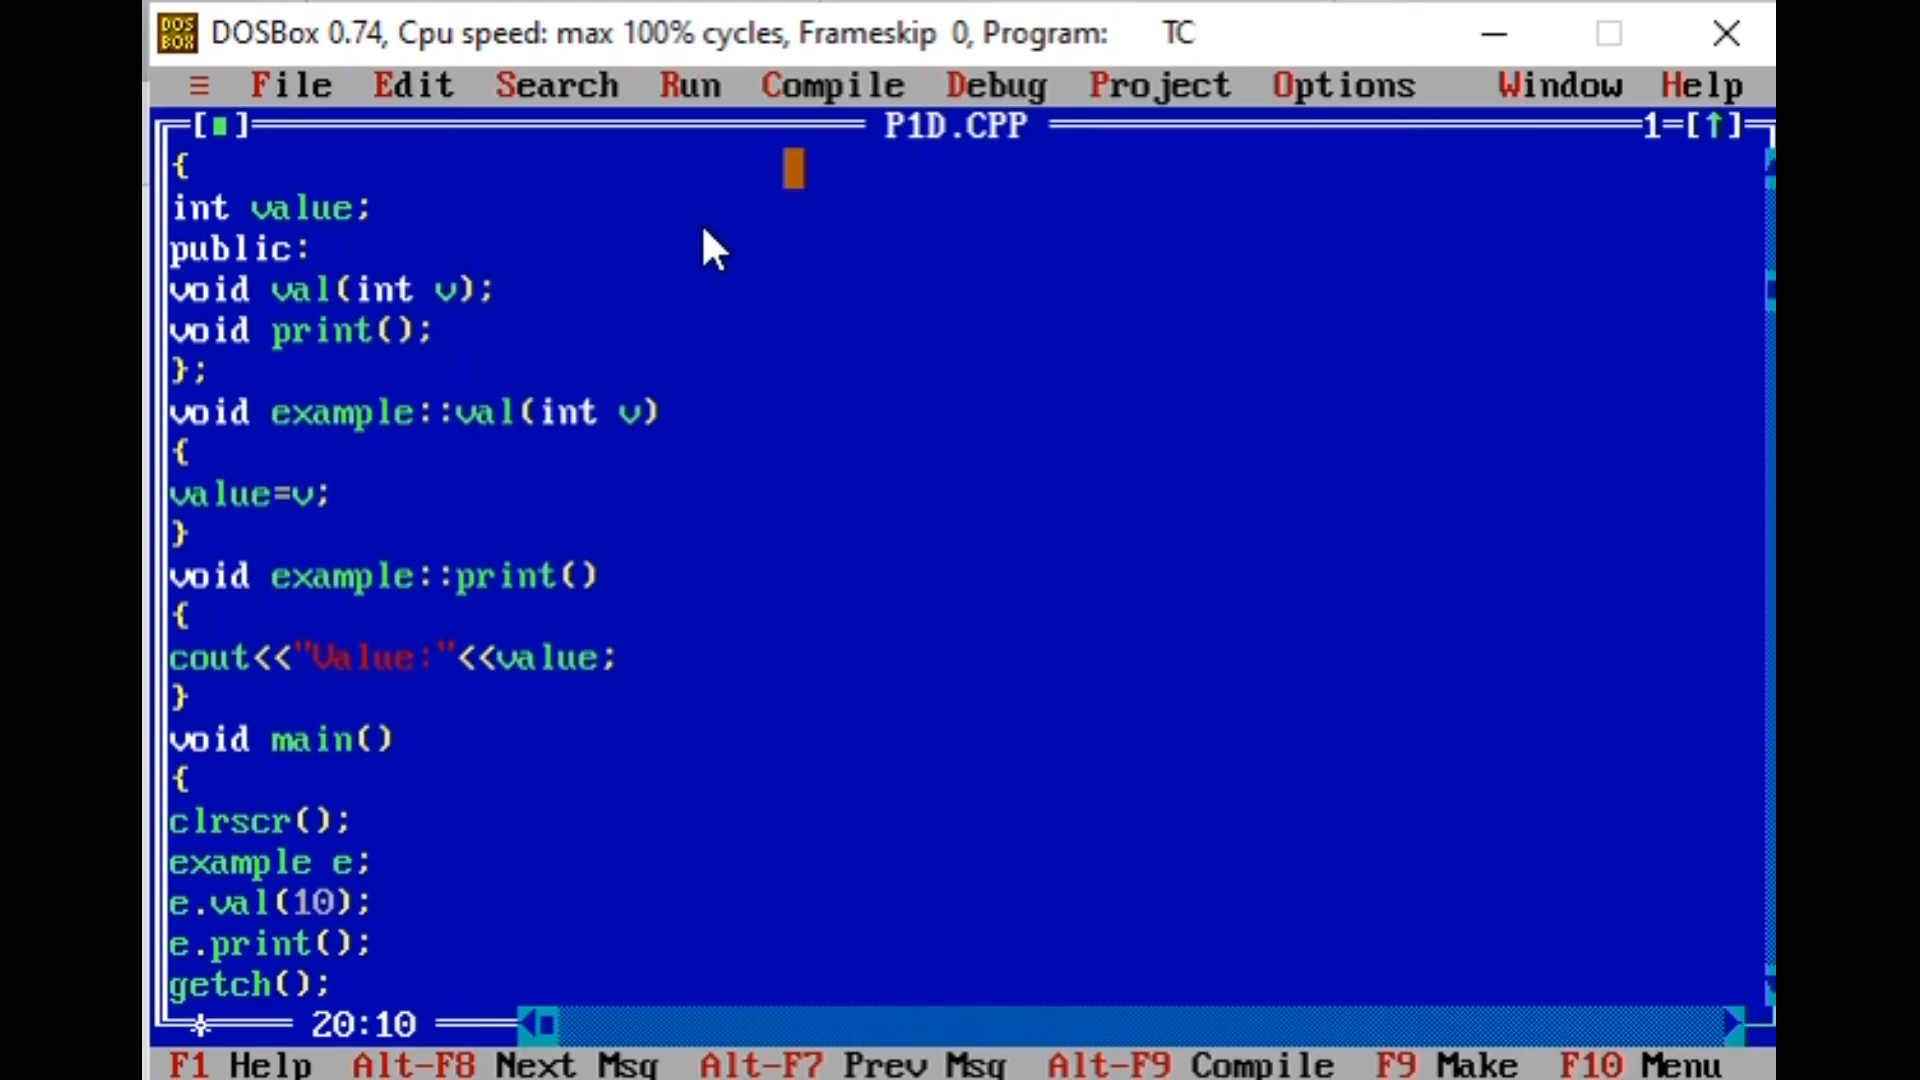 DOS BOX DOSBox 0.74, Cpu speed: max 100% cycles, Frameskip 0, Program: TC
≡ File Edit Search Run Compile Debug Project Options Window Help
[■] P1D.CPP 1=[↑]
{
int value;
public:
void val(int v);
void print();
};
void example::val(int v)
{
value=v;
}
void example::print()
{
cout<<"Value:"<<value;
}
void main()
{
clrscr();
example e;
e.val(10);
e.print();
getch();
20:10
F1 Help Alt-F8 Next Msg Alt-F7 Prev Msg Alt-F9 Compile F9 Make F10 Menu